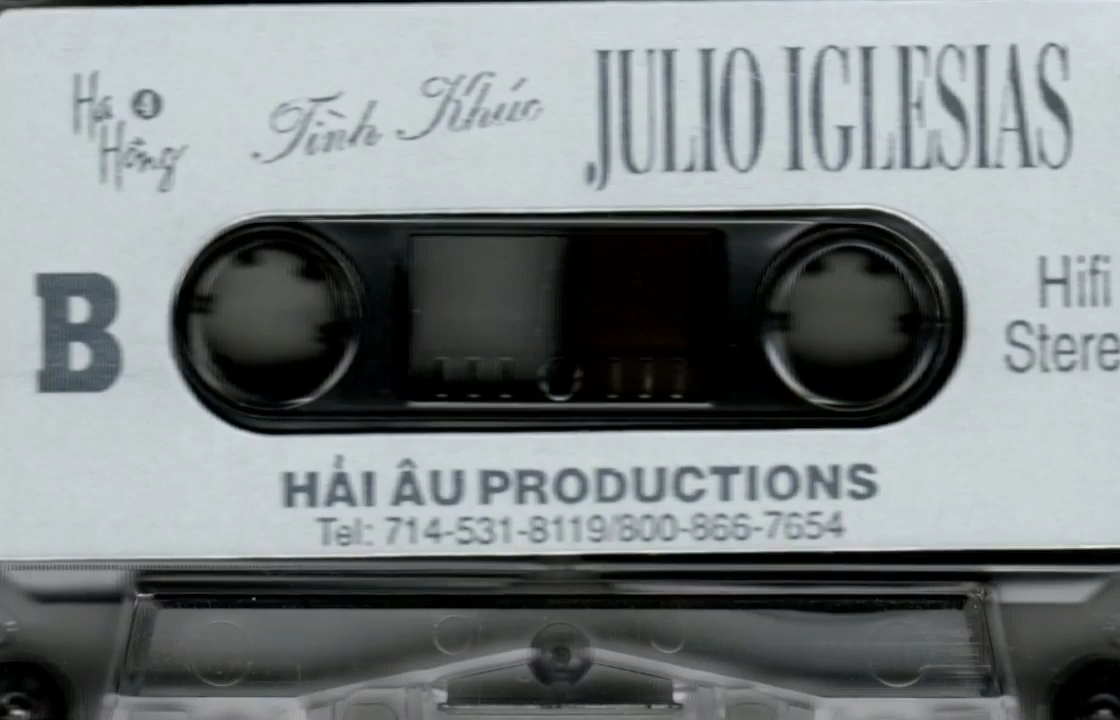 Hạ 4
Hồng
Tình Khúc
JULIO IGLESIAS
B
Hifi
Stere
HẢI ÂU PRODUCTIONS
Tel: 714-531-8119/800-866-7654